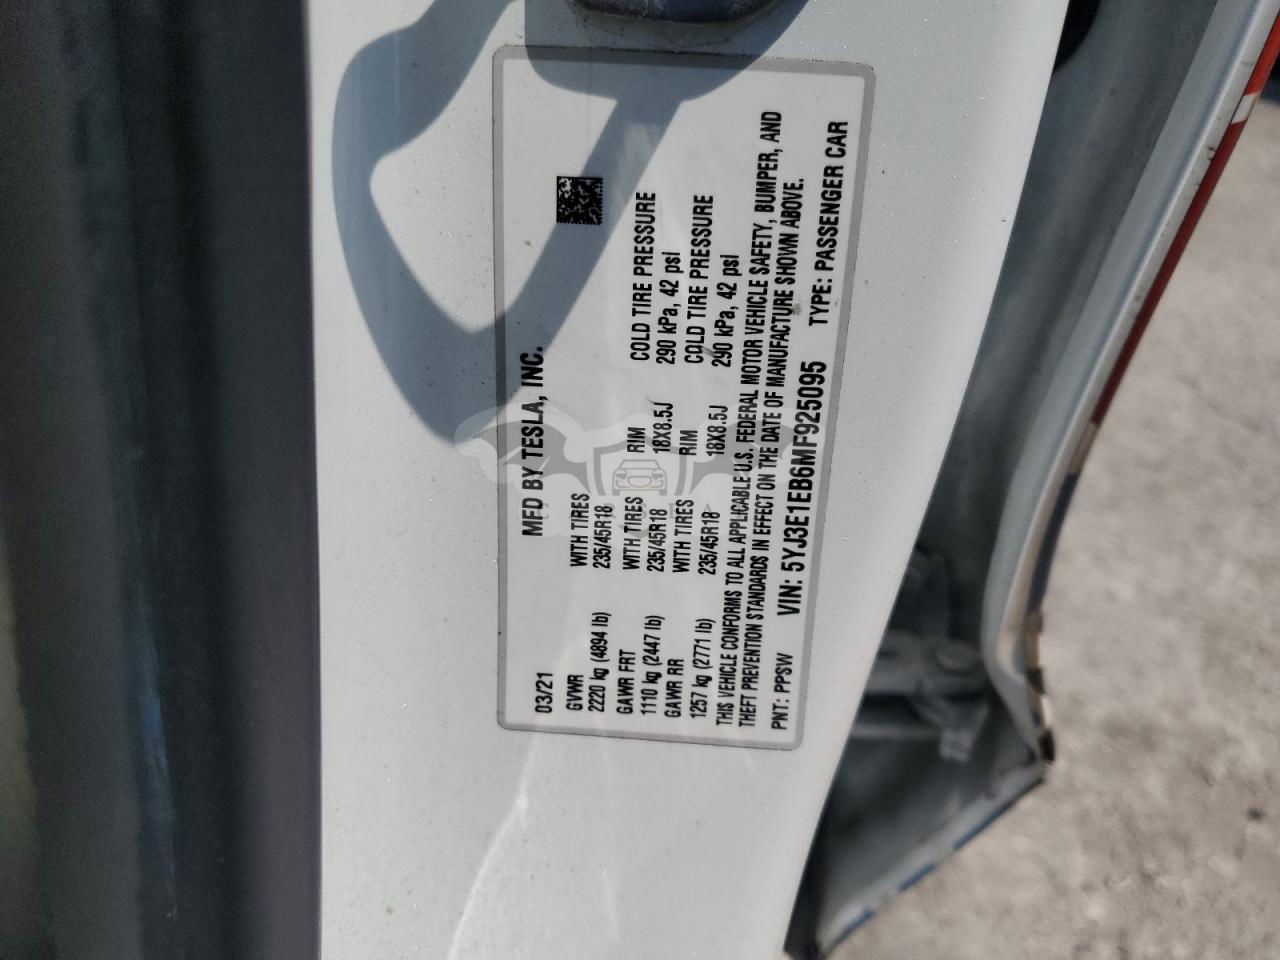 MFD BY TESLA, INC.
03/21
GVWR WITH TIRES
2220 kg (4894 lb) 235/45R18
GAWR FRT WITH TIRES RIM COLD TIRE PRESSURE
1110 kg (2447 lb) 235/45R18 18X8.5J 290 kPa, 42 psi
GAWR RR WITH TIRES RIM COLD TIRE PRESSURE
1257 kg (2771 lb) 235/45R18 18X8.5J 290 kPa, 42 psi
THIS VEHICLE CONFORMS TO ALL APPLICABLE U.S. FEDERAL MOTOR VEHICLE SAFETY, BUMPER, AND
THEFT PREVENTION STANDARDS IN EFFECT ON THE DATE OF MANUFACTURE SHOWN ABOVE.
PNT: PPSW VIN: 5YJ3E1EB6MF925095 TYPE: PASSENGER CAR